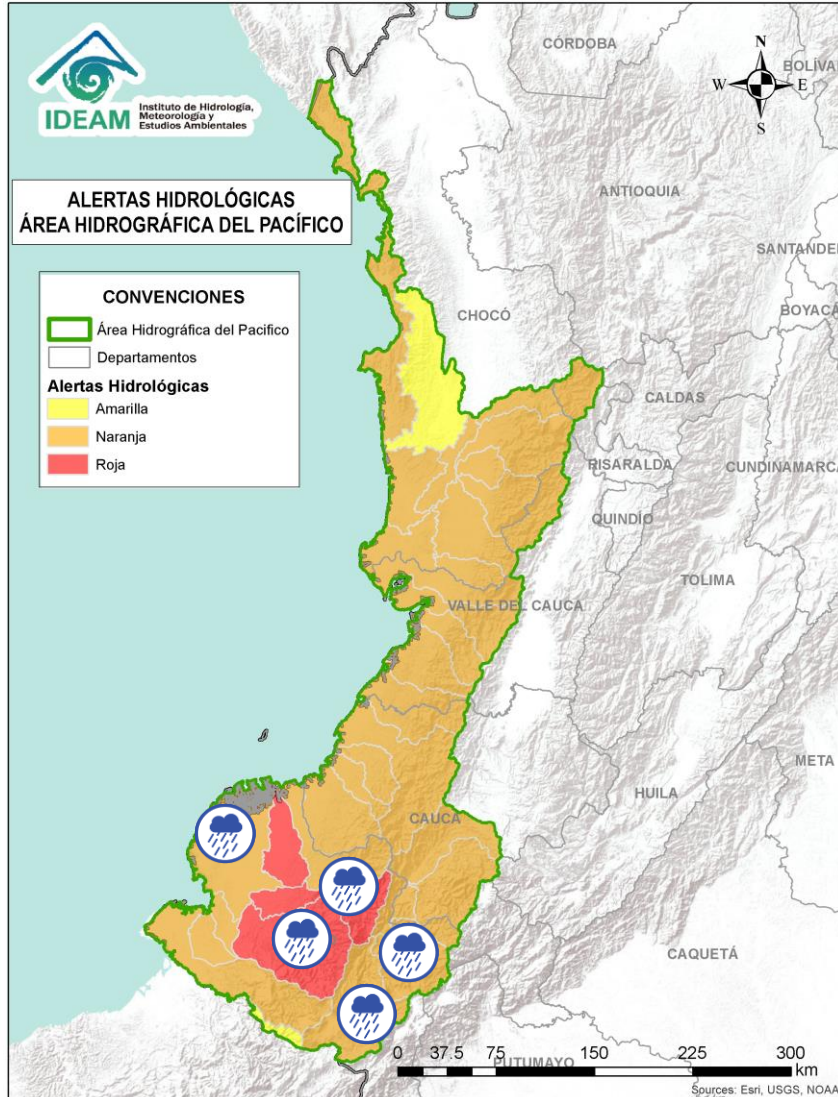 CÓRDOBA
N
BOLÍVA
W
E
S
IDEAM
Instituto de Hidrología,
Meteorología y
Estudios Ambientales
ALERTAS HIDROLÓGICAS
ÁREA HIDROGRÁFICA DEL PACÍFICO
ANTIOQUIA
SANTANDER
CONVENCIONES
Área Hidrográfica del Pacifico
Departamentos
Alertas Hidrológicas
Amarilla
Naranja
Roja
CHOCÓ
BOYACÁ
CALDAS
RISARALDA
CUNDINAMARCA
QUINDÍO
TOLIMA
VALLE DEL CAUCA
META
HUILA
CAUCA
CAQUETÁ
PUTUMAYO
0 37.5 75 150 225 300
km
Sources: Esri, USGS, NOAA